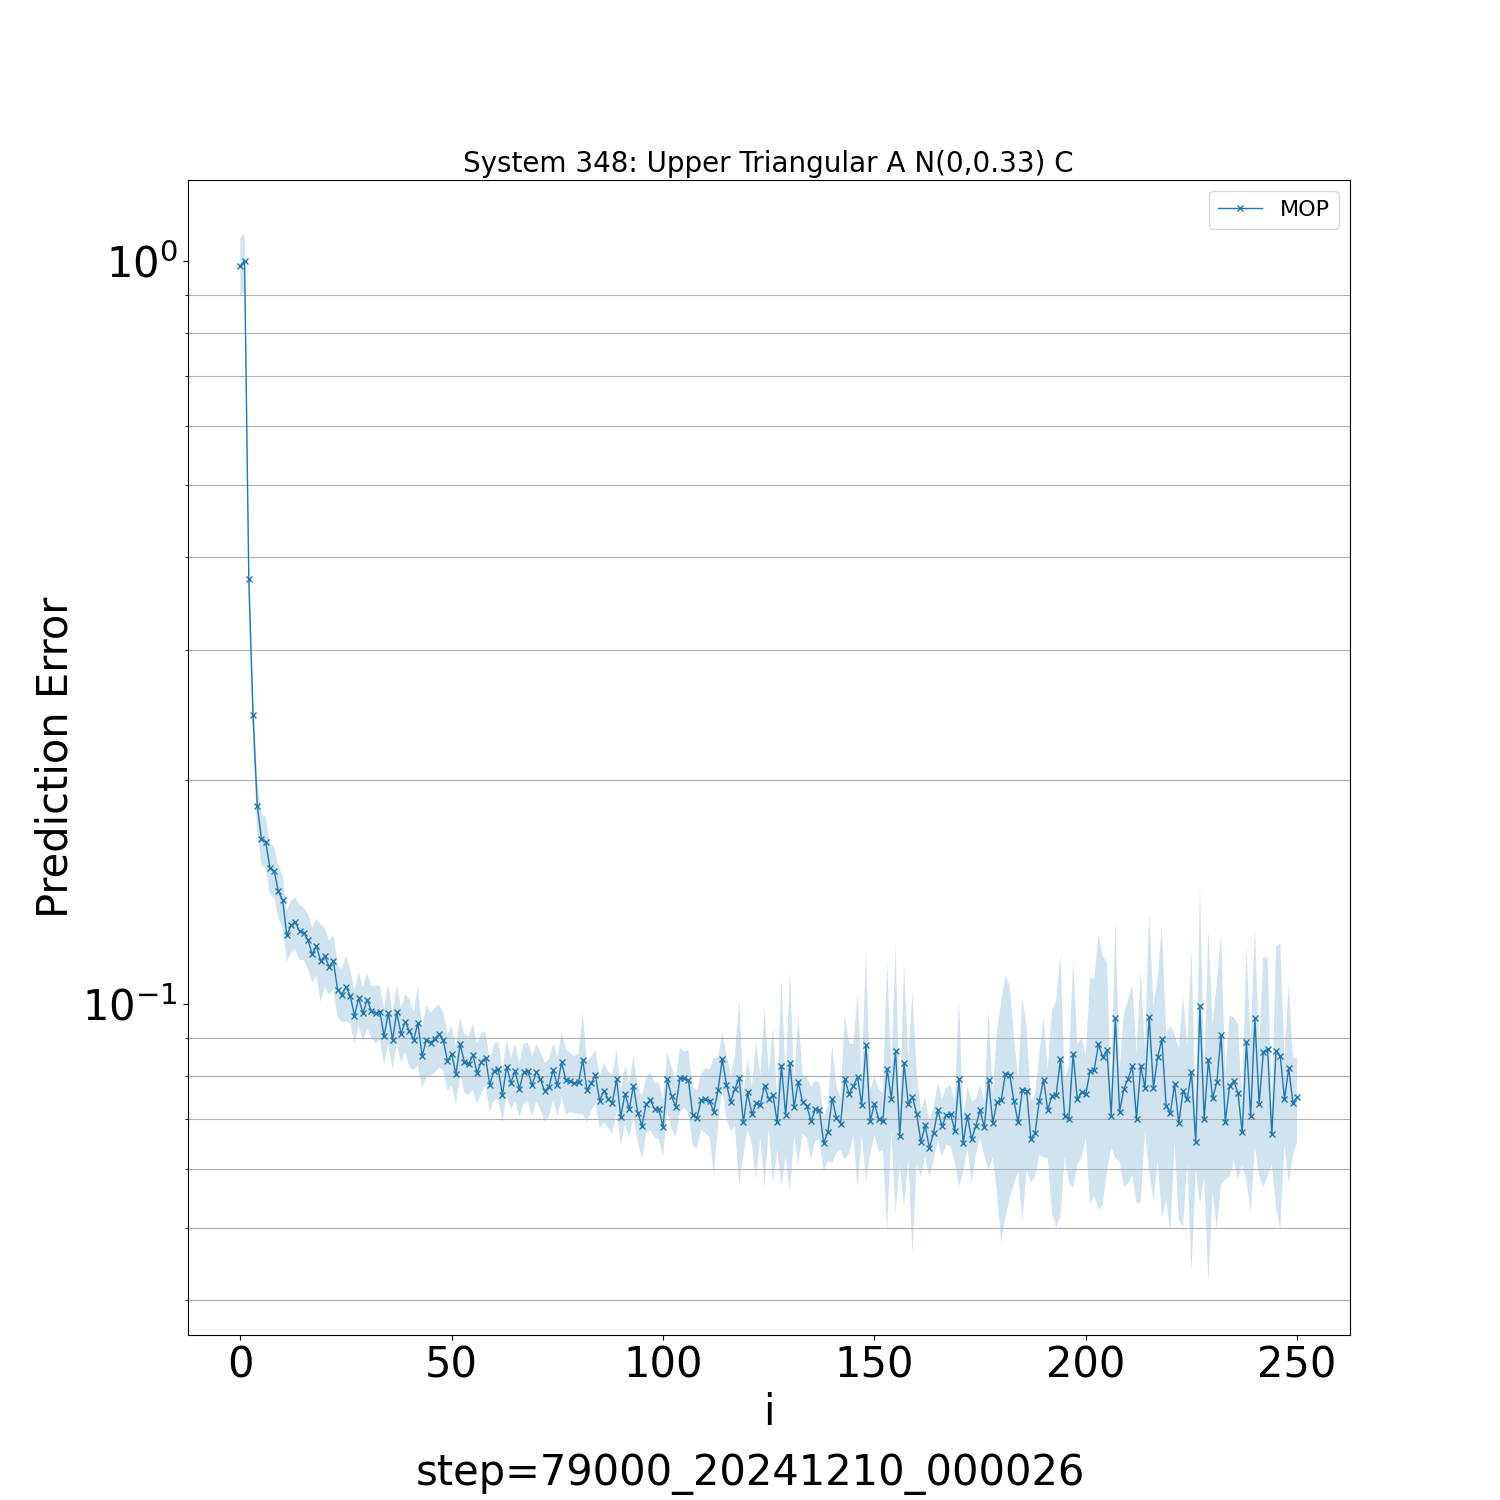 System 348: Upper Triangular A N(0,0.33) C
MOP
10⁰
10⁻¹
Prediction Error
0 50 100 150 200 250
i
step=79000_20241210_000026